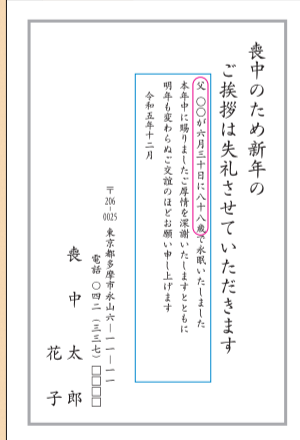 喪中のため新年の
ご挨拶は失礼させていただきます
父 〇〇が六月三十日に八十八歳で永眠いたしました
本年中に賜りましたご厚情を深謝いたしますとともに
明年も変わらぬご交誼のほどお願い申し上げます
令和五年十二月
〒206-0025 東京都多摩市永山六ー一一ー一一
電話 〇四二(三三七)□□□□
喪中 太郎
花子